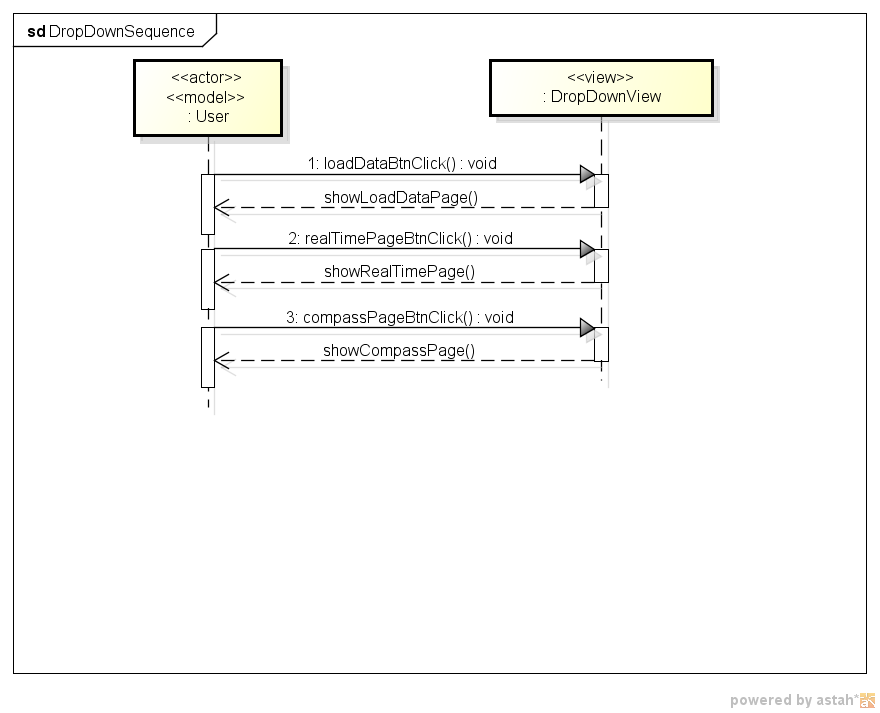 sd DropDownSequence
<<actor>>
<<model>>
: User
<<view>>
: DropDownView
1: loadDataBtnClick() : void
showLoadDataPage()
2: realTimePageBtnClick() : void
showRealTimePage()
3: compassPageBtnClick() : void
showCompassPage()
powered by astah*